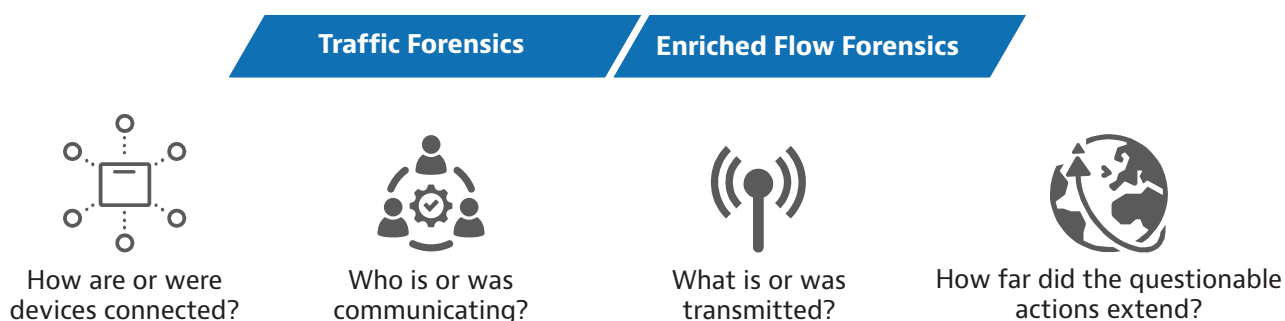 Traffic Forensics
Enriched Flow Forensics
How are or were
devices connected?
Who is or was
communicating?
What is or was
transmitted?
How far did the questionable
actions extend?